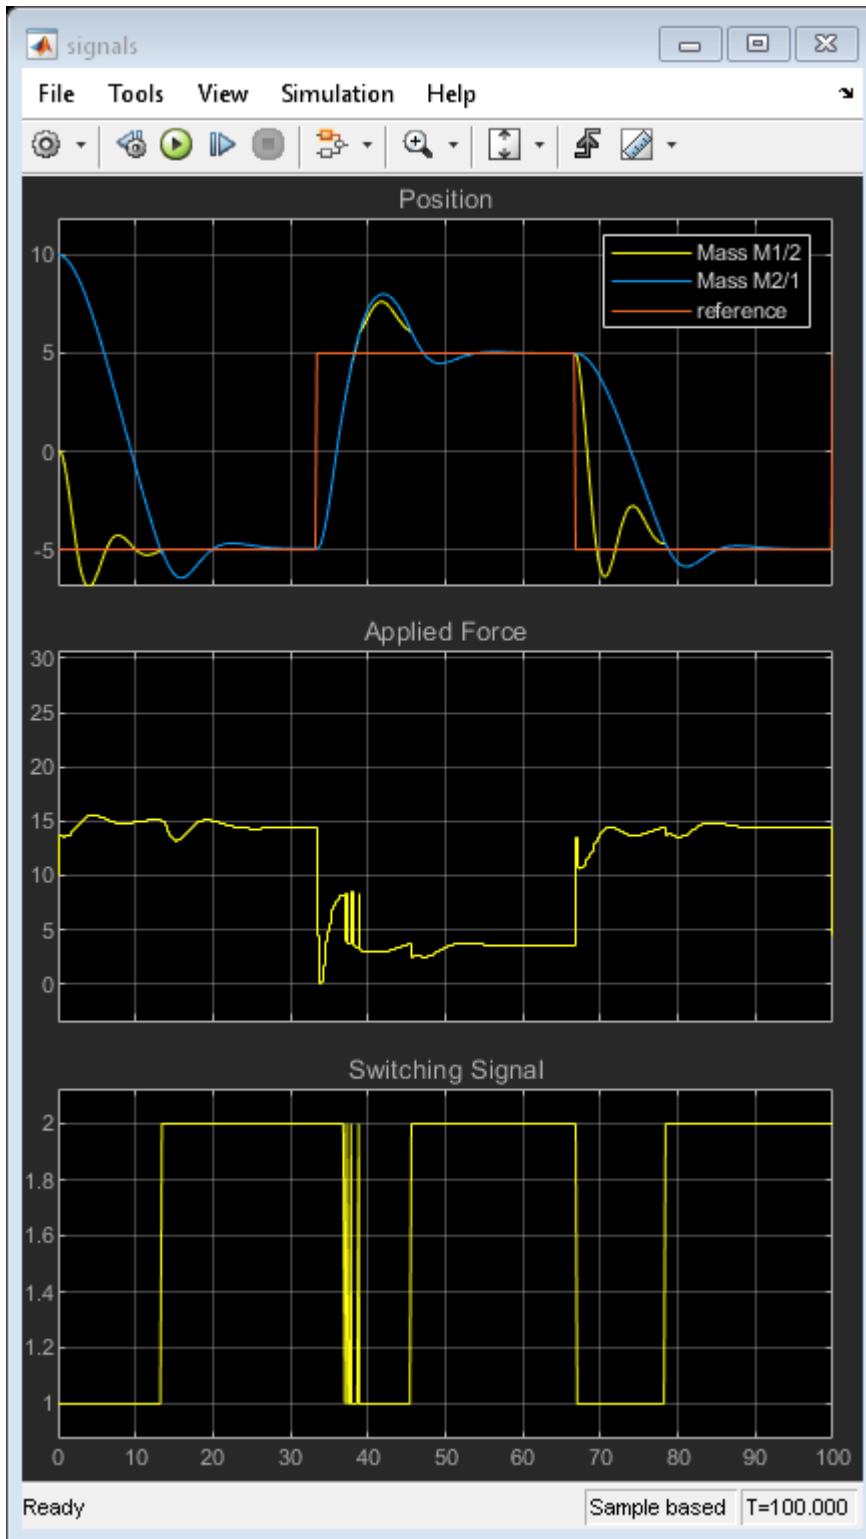 signals
File Tools View Simulation Help
Position
Mass M1/2
Mass M2/1
reference
10
5
0
-5
Applied Force
30
25
20
15
10
5
0
Switching Signal
2
1.8
1.6
1.4
1.2
1
0 10 20 30 40 50 60 70 80 90 100
Ready Sample based T=100.000